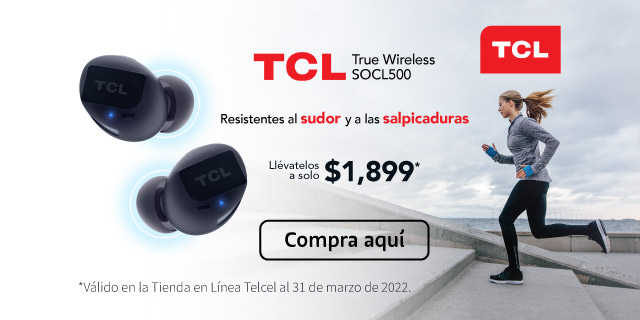 TCL
TCL
TCL True Wireless
SOCL500
TCL
Resistentes al sudor y a las salpicaduras
Llévatelos
a solo $1,899*
Compra aquí
*Válido en la Tienda en Línea Telcel al 31 de marzo de 2022.